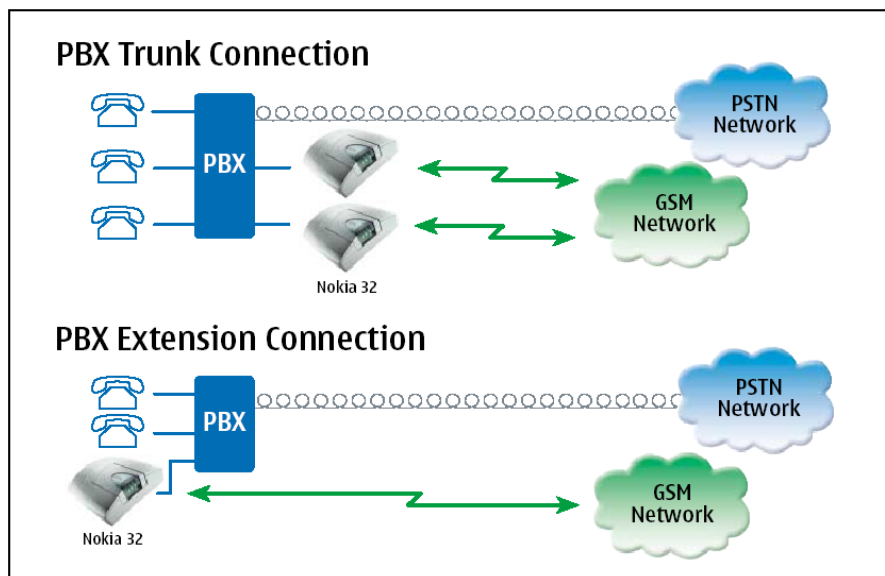 PBX Trunk Connection
PBX
PSTN
Network
GSM
Network
Nokia 32
PBX Extension Connection
PBX
PSTN
Network
GSM
Network
Nokia 32